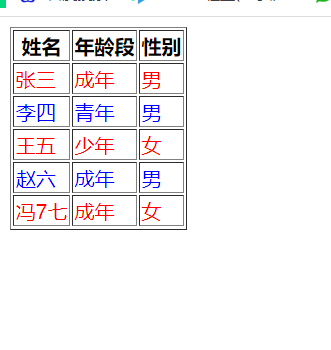 姓名 年龄段 性别
张三 成年 男
李四 青年 男
王五 少年 女
赵六 成年 男
冯7七 成年 女